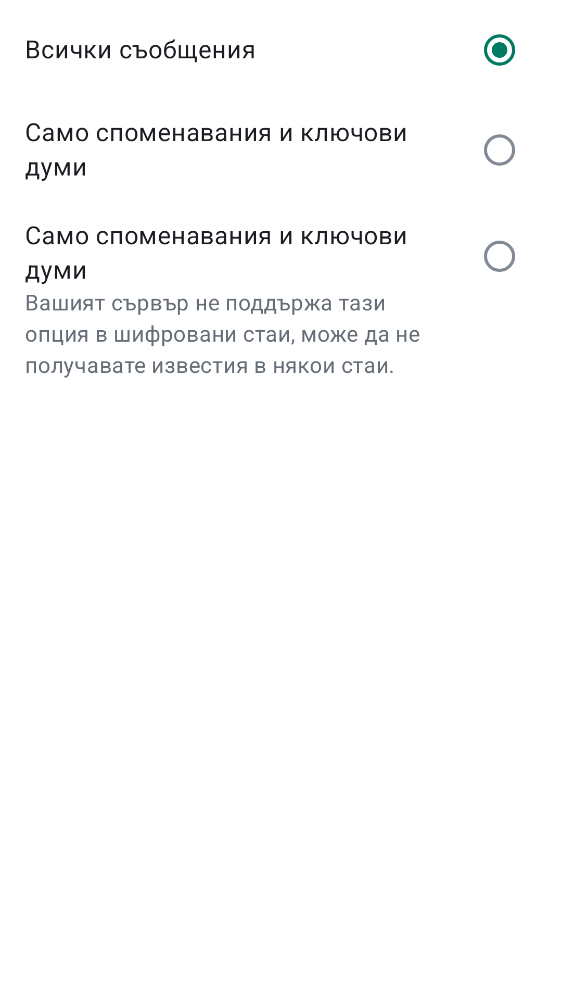 Всички съобщения
Само споменавания и ключови
думи
Само споменавания и ключови
думи
Вашият сървър не поддържа тази
опция в шифровани стаи, може да не
получавате известия в някои стаи.